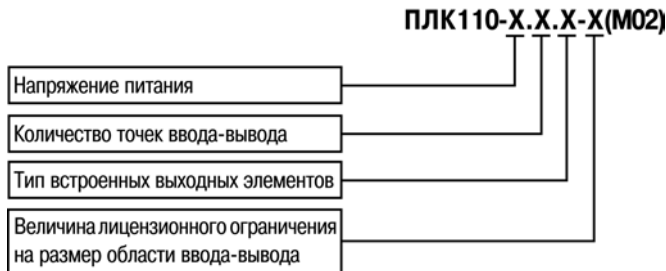 ПЛК110-Х.Х.Х-Х(М02)
Напряжение питания
Количество точек ввода-вывода
Тип встроенных выходных элементов
Величина лицензионного ограничения
на размер области ввода-вывода